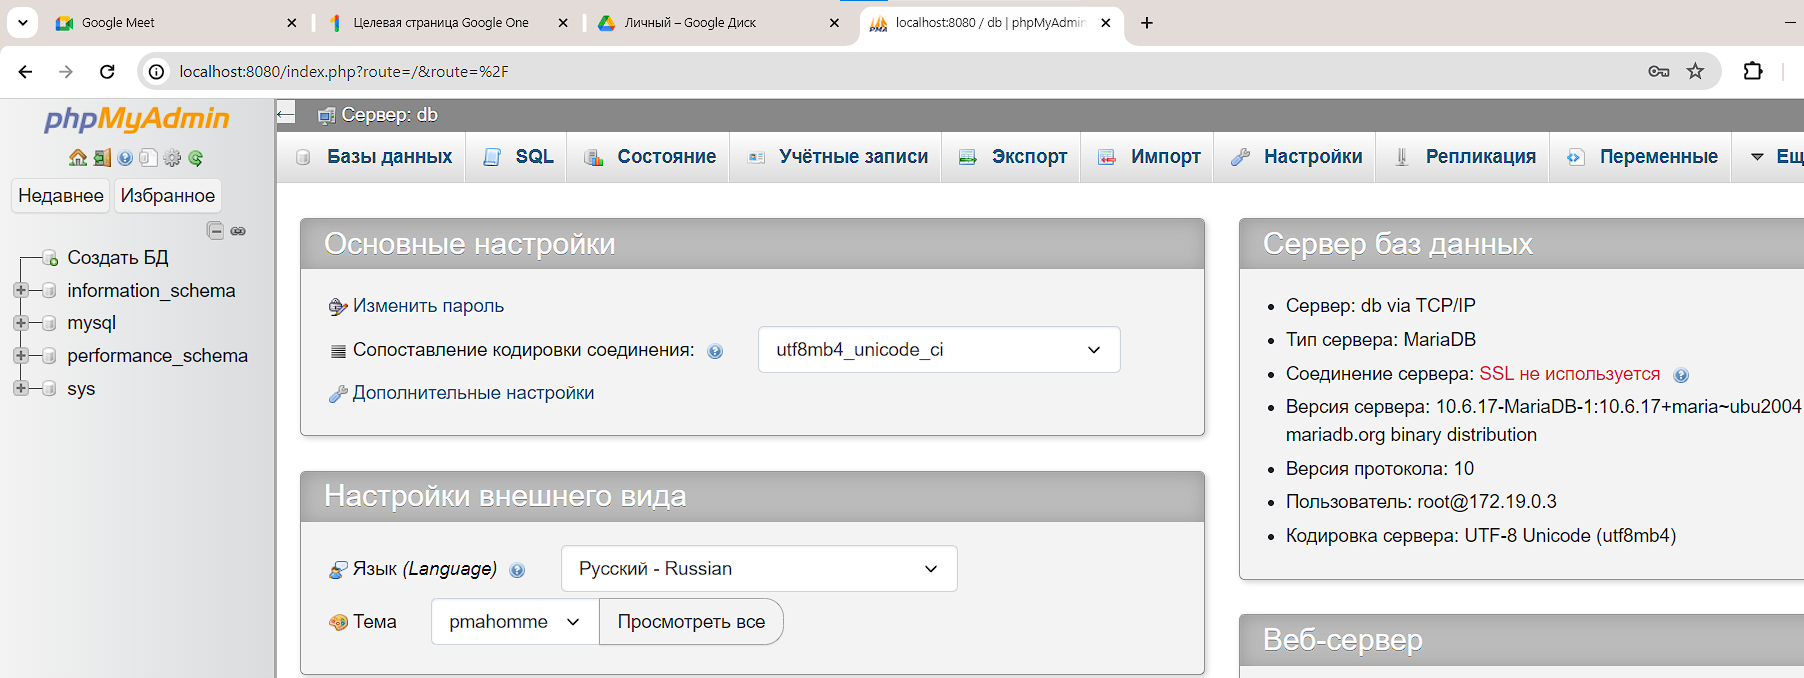 Google Meet
Целевая страница Google One
Личный – Google Диск
localhost:8080 / db | phpMyAdmin
localhost:8080/index.php?route=/&route=%2F
phpMyAdmin
Недавнее
Избранное
Создать БД
information_schema
mysql
performance_schema
sys
Сервер: db
Базы данных
SQL
Состояние
Учётные записи
Экспорт
Импорт
Настройки
Репликация
Переменные
Ещ
Основные настройки
Изменить пароль
Сопоставление кодировки соединения:
utf8mb4_unicode_ci
Дополнительные настройки
Настройки внешнего вида
Язык (Language)
Русский - Russian
Тема
pmahomme
Просмотреть все
Сервер баз данных
Сервер: db via TCP/IP
Тип сервера: MariaDB
Соединение сервера: SSL не используется
Версия сервера: 10.6.17-MariaDB-1:10.6.17+maria~ubu2004
mariadb.org binary distribution
Версия протокола: 10
Пользователь: root@172.19.0.3
Кодировка сервера: UTF-8 Unicode (utf8mb4)
Веб-сервер